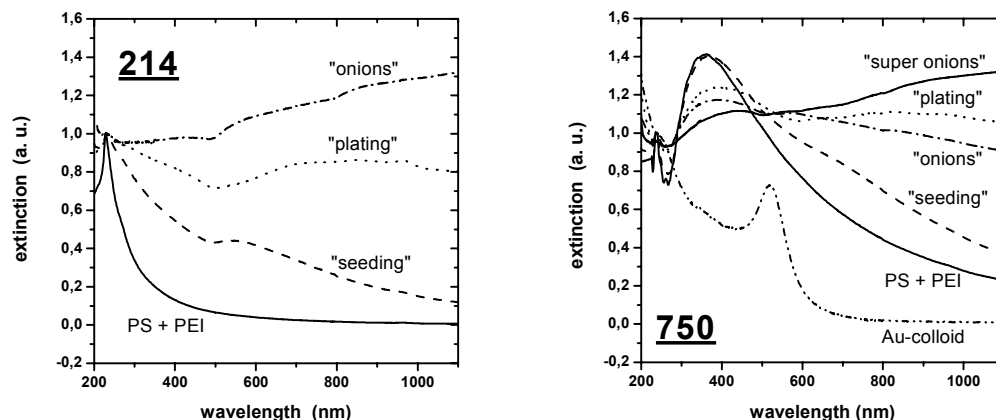 1,6
1,4
1,2
1,0
0,8
0,6
0,4
0,2
0,0
-0,2
extinction (a. u.)
214
"onions"
"plating"
"seeding"
PS + PEI
200 400 600 800 1000
wavelength (nm)
1,6
1,4
1,2
1,0
0,8
0,6
0,4
0,2
0,0
-0,2
extinction (a. u.)
"super onions"
"plating"
"onions"
"seeding"
PS + PEI
750
Au-colloid
200 400 600 800 1000
wavelength (nm)